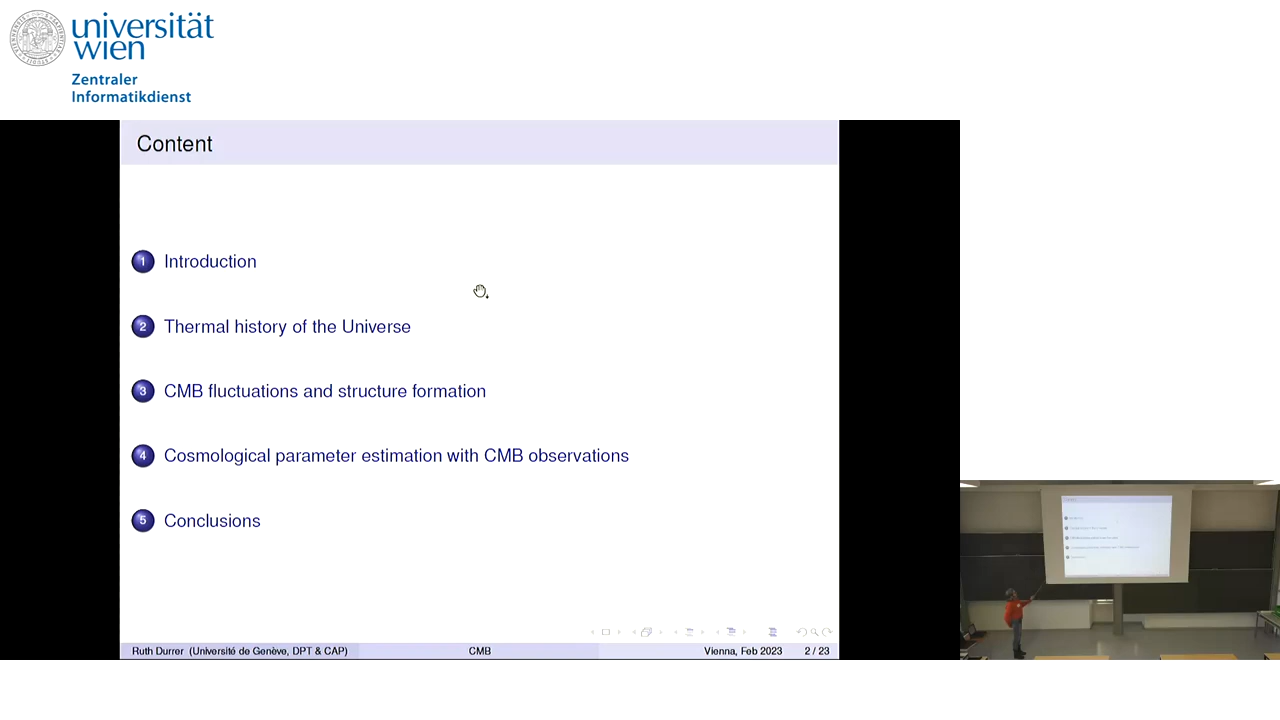 universität
wien
Zentraler
Informatikdienst
Content
1 Introduction
2 Thermal history of the Universe
3 CMB fluctuations and structure formation
4 Cosmological parameter estimation with CMB observations
5 Conclusions
Ruth Durrer (Université de Genève, DPT & CAP) CMB Vienna, Feb 2023 2 / 23